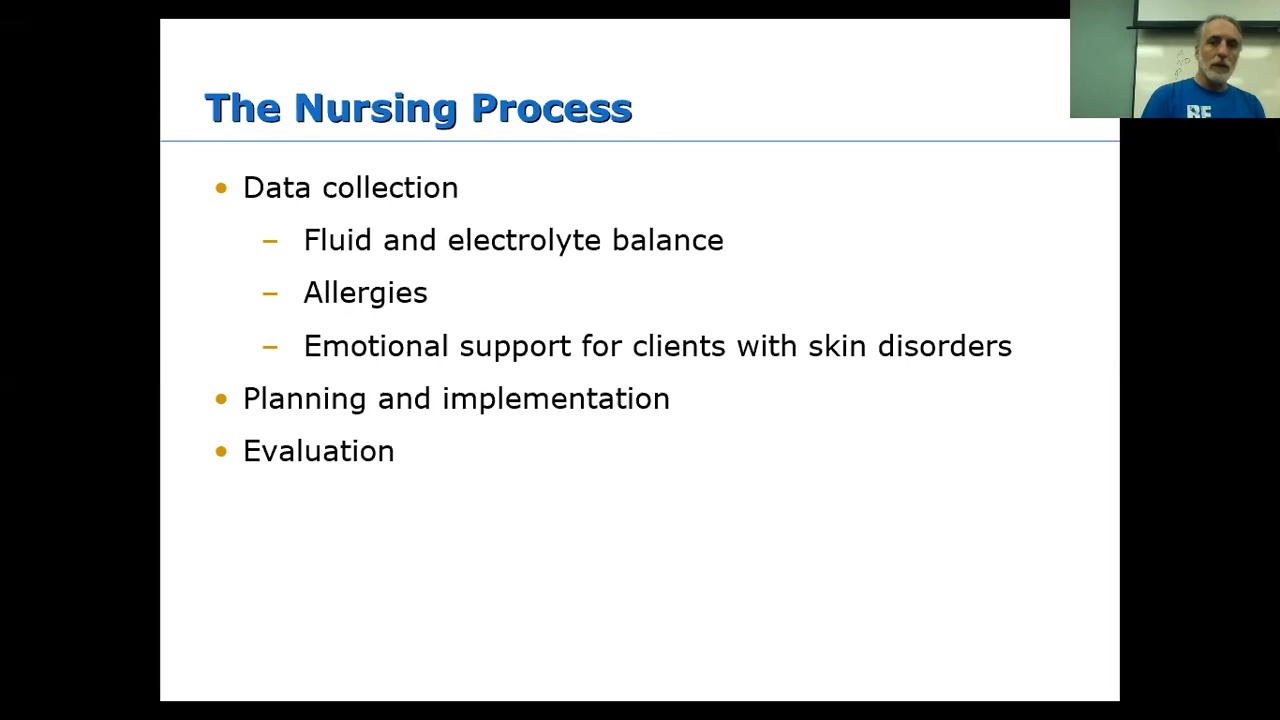 The Nursing Process
• Data collection
– Fluid and electrolyte balance
– Allergies
– Emotional support for clients with skin disorders
• Planning and implementation
• Evaluation
BE